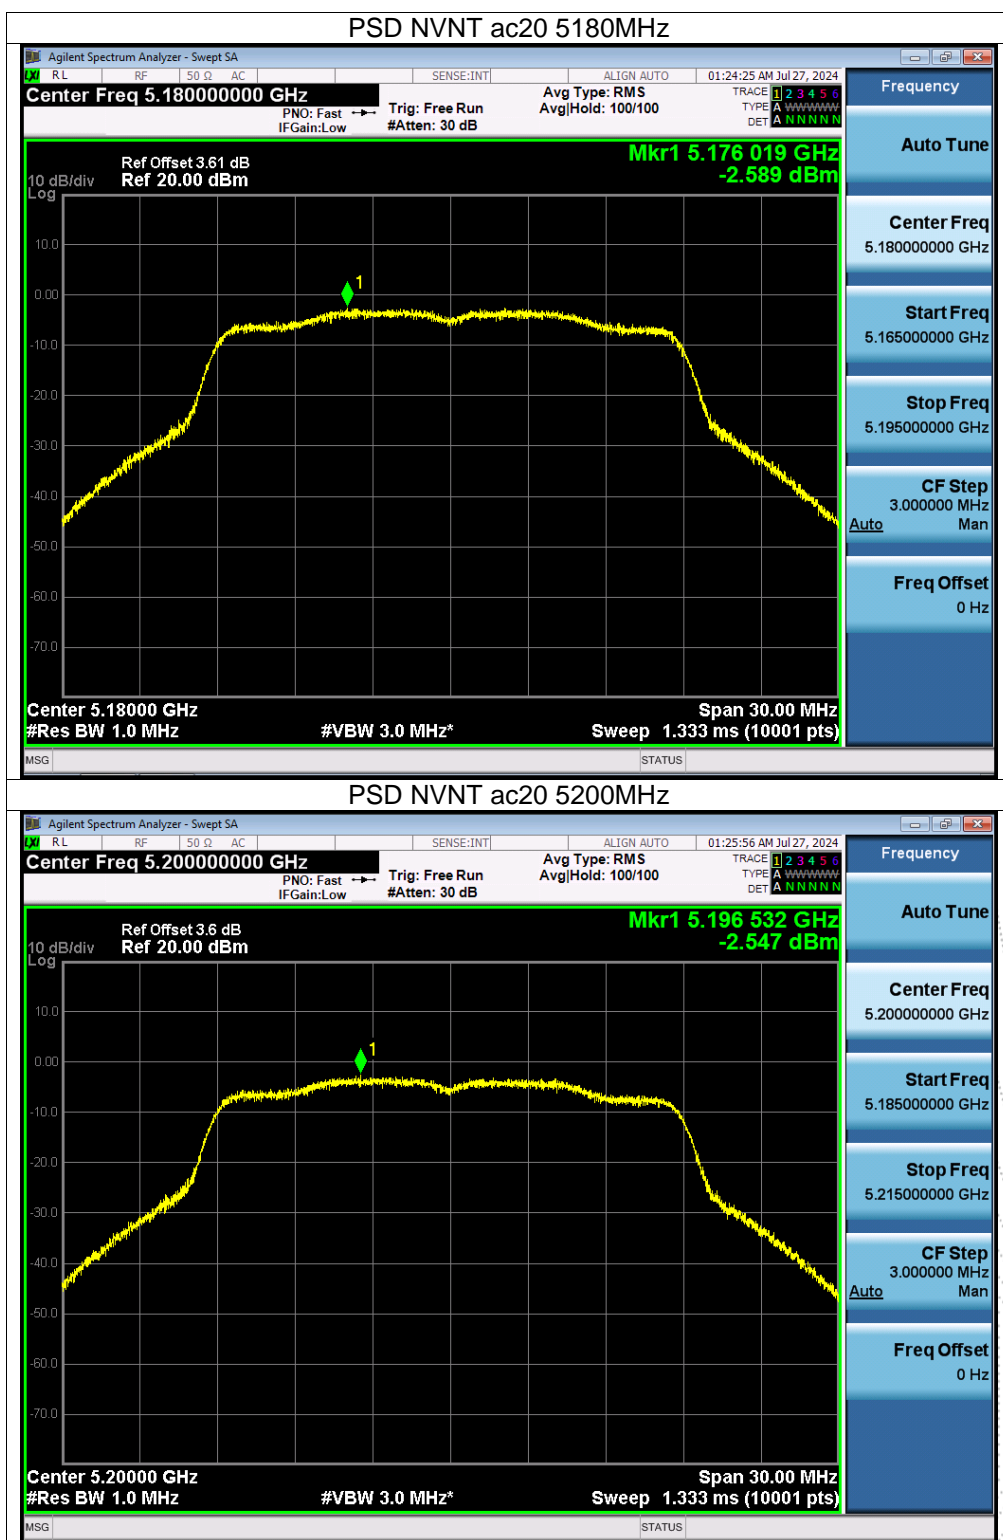 PSD NVNT ac20 5180MHz
Agilent Spectrum Analyzer - Swept SA
LXI RL RF 50 Ω AC SENSE:INT ALIGN AUTO 01:24:25 AM Jul 27, 2024
Center Freq 5.180000000 GHz
PNO: Fast
IFGain:Low
Trig: Free Run
#Atten: 30 dB
Avg Type: RMS
Avg|Hold: 100/100
TRACE 1 2 3 4 5 6
TYPE A WWWWW
DET A N N N N N
Frequency
Mkr1 5.176 019 GHz
-2.589 dBm
Ref Offset 3.61 dB
10 dB/div Ref 20.00 dBm
Log
10.0
0.00
-10.0
-20.0
-30.0
-40.0
-50.0
-60.0
-70.0
1
Center 5.18000 GHz Span 30.00 MHz
#Res BW 1.0 MHz #VBW 3.0 MHz* Sweep 1.333 ms (10001 pts)
Auto Tune
Center Freq
5.180000000 GHz
Start Freq
5.165000000 GHz
Stop Freq
5.195000000 GHz
CF Step
3.000000 MHz
Auto Man
Freq Offset
0 Hz
MSG STATUS
PSD NVNT ac20 5200MHz
Agilent Spectrum Analyzer - Swept SA
LXI RL RF 50 Ω AC SENSE:INT ALIGN AUTO 01:25:56 AM Jul 27, 2024
Center Freq 5.200000000 GHz
PNO: Fast
IFGain:Low
Trig: Free Run
#Atten: 30 dB
Avg Type: RMS
Avg|Hold: 100/100
TRACE 1 2 3 4 5 6
TYPE A WWWWW
DET A N N N N N
Frequency
Mkr1 5.196 532 GHz
-2.547 dBm
Ref Offset 3.6 dB
10 dB/div Ref 20.00 dBm
Log
10.0
0.00
-10.0
-20.0
-30.0
-40.0
-50.0
-60.0
-70.0
1
Center 5.20000 GHz Span 30.00 MHz
#Res BW 1.0 MHz #VBW 3.0 MHz* Sweep 1.333 ms (10001 pts)
Auto Tune
Center Freq
5.200000000 GHz
Start Freq
5.185000000 GHz
Stop Freq
5.215000000 GHz
CF Step
3.000000 MHz
Auto Man
Freq Offset
0 Hz
MSG STATUS